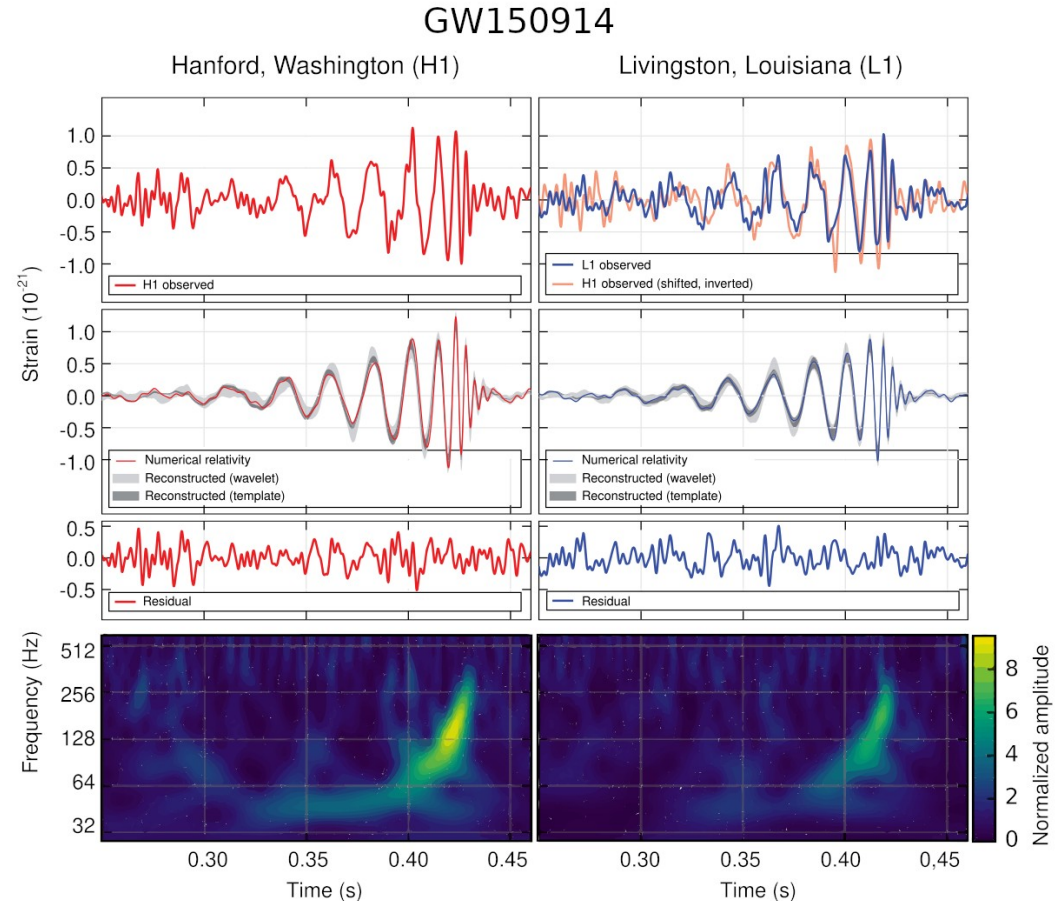 GW150914
Hanford, Washington (H1)
Livingston, Louisiana (L1)
Strain (10⁻²¹)
1.0
0.5
0.0
-0.5
-1.0
H1 observed
L1 observed
H1 observed (shifted, inverted)
1.0
0.5
0.0
-0.5
-1.0
Numerical relativity
Reconstructed (wavelet)
Reconstructed (template)
Numerical relativity
Reconstructed (wavelet)
Reconstructed (template)
0.5
0.0
-0.5
Residual
Residual
Frequency (Hz)
512
256
128
64
32
8
6
4
2
0
Normalized amplitude
0.30 0.35 0.40 0.45
0.30 0.35 0.40 0,45
Time (s)
Time (s)